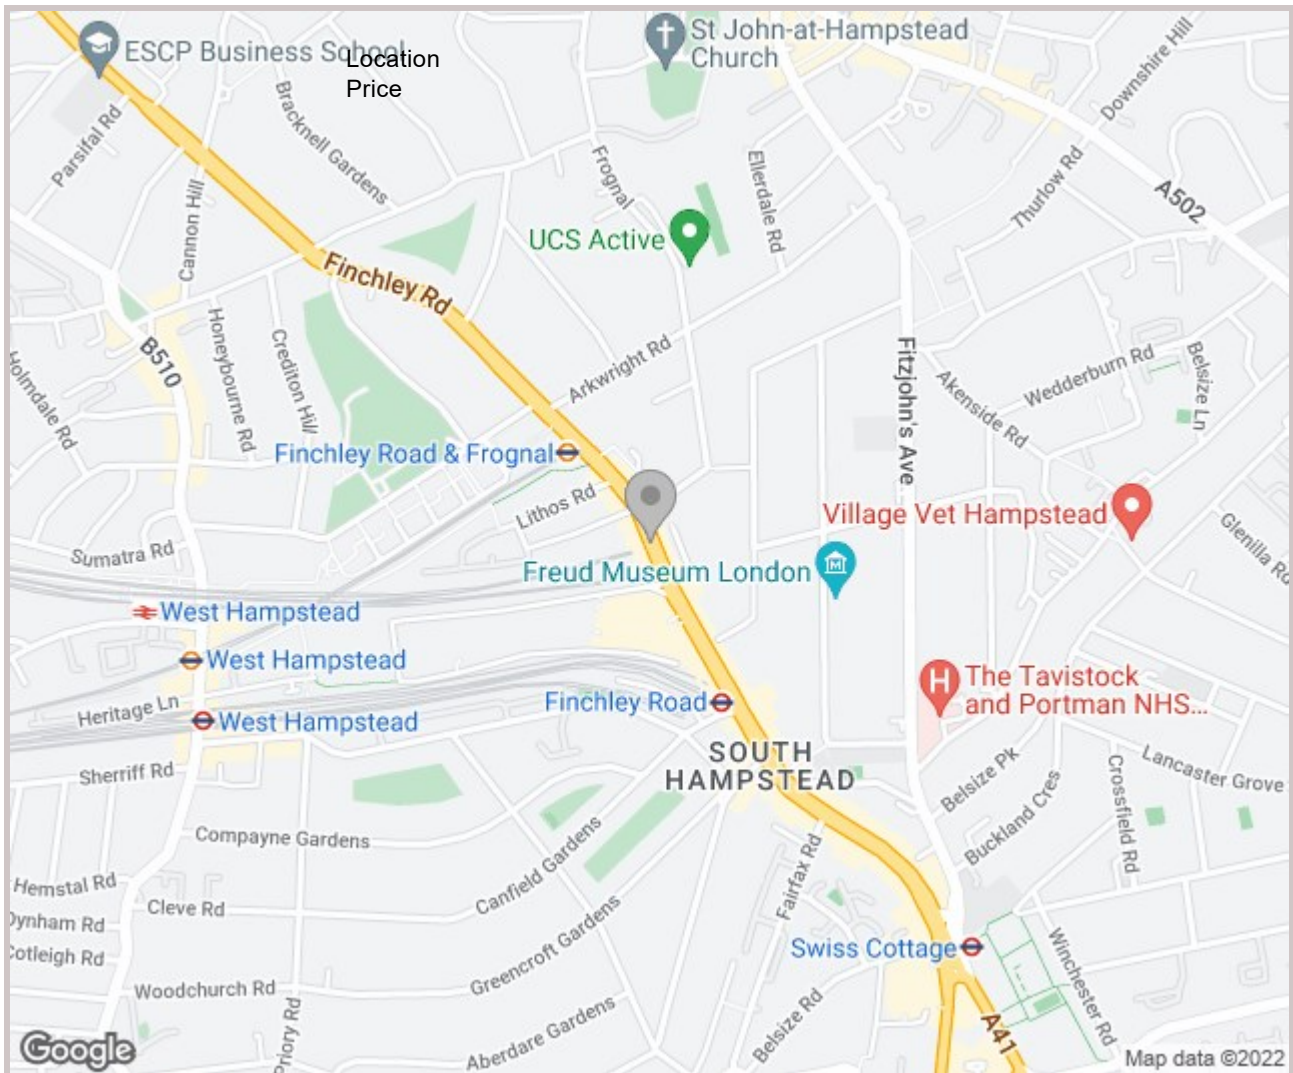 ESCP Business School
Location
Price
St John-at-Hampstead
Church
Downshire Hill
Parsifal Rd
Bracknell Gardens
Frognal
Ellerdale Rd
Thurlow Rd
A502
Cannon Hill
UCS Active
Finchley Rd
B510
Holmdale Rd
Honeybourne Rd
Crediton Hill
Arkwright Rd
Fitzjohn's Ave
Akenside Rd
Wedderburn Rd
Belsize Ln
Finchley Road & Frognal
Lithos Rd
Village Vet Hampstead
Glenilla Rd
Sumatra Rd
Freud Museum London
West Hampstead
West Hampstead
Heritage Ln
West Hampstead
Finchley Road
The Tavistock
and Portman NHS...
SOUTH
HAMPSTEAD
Sherriff Rd
Belsize Pk
Lancaster Grove
Buckland Cres
Crossfield Rd
Compayne Gardens
Canfield Gardens
Fairfax Rd
Hemstal Rd
Cleve Rd
Dynham Rd
Cotleigh Rd
Greencroft Gardens
Swiss Cottage
Winchester Rd
Woodchurch Rd
Priory Rd
Aberdare Gardens
Belsize Rd
A41
Google
Map data ©2022